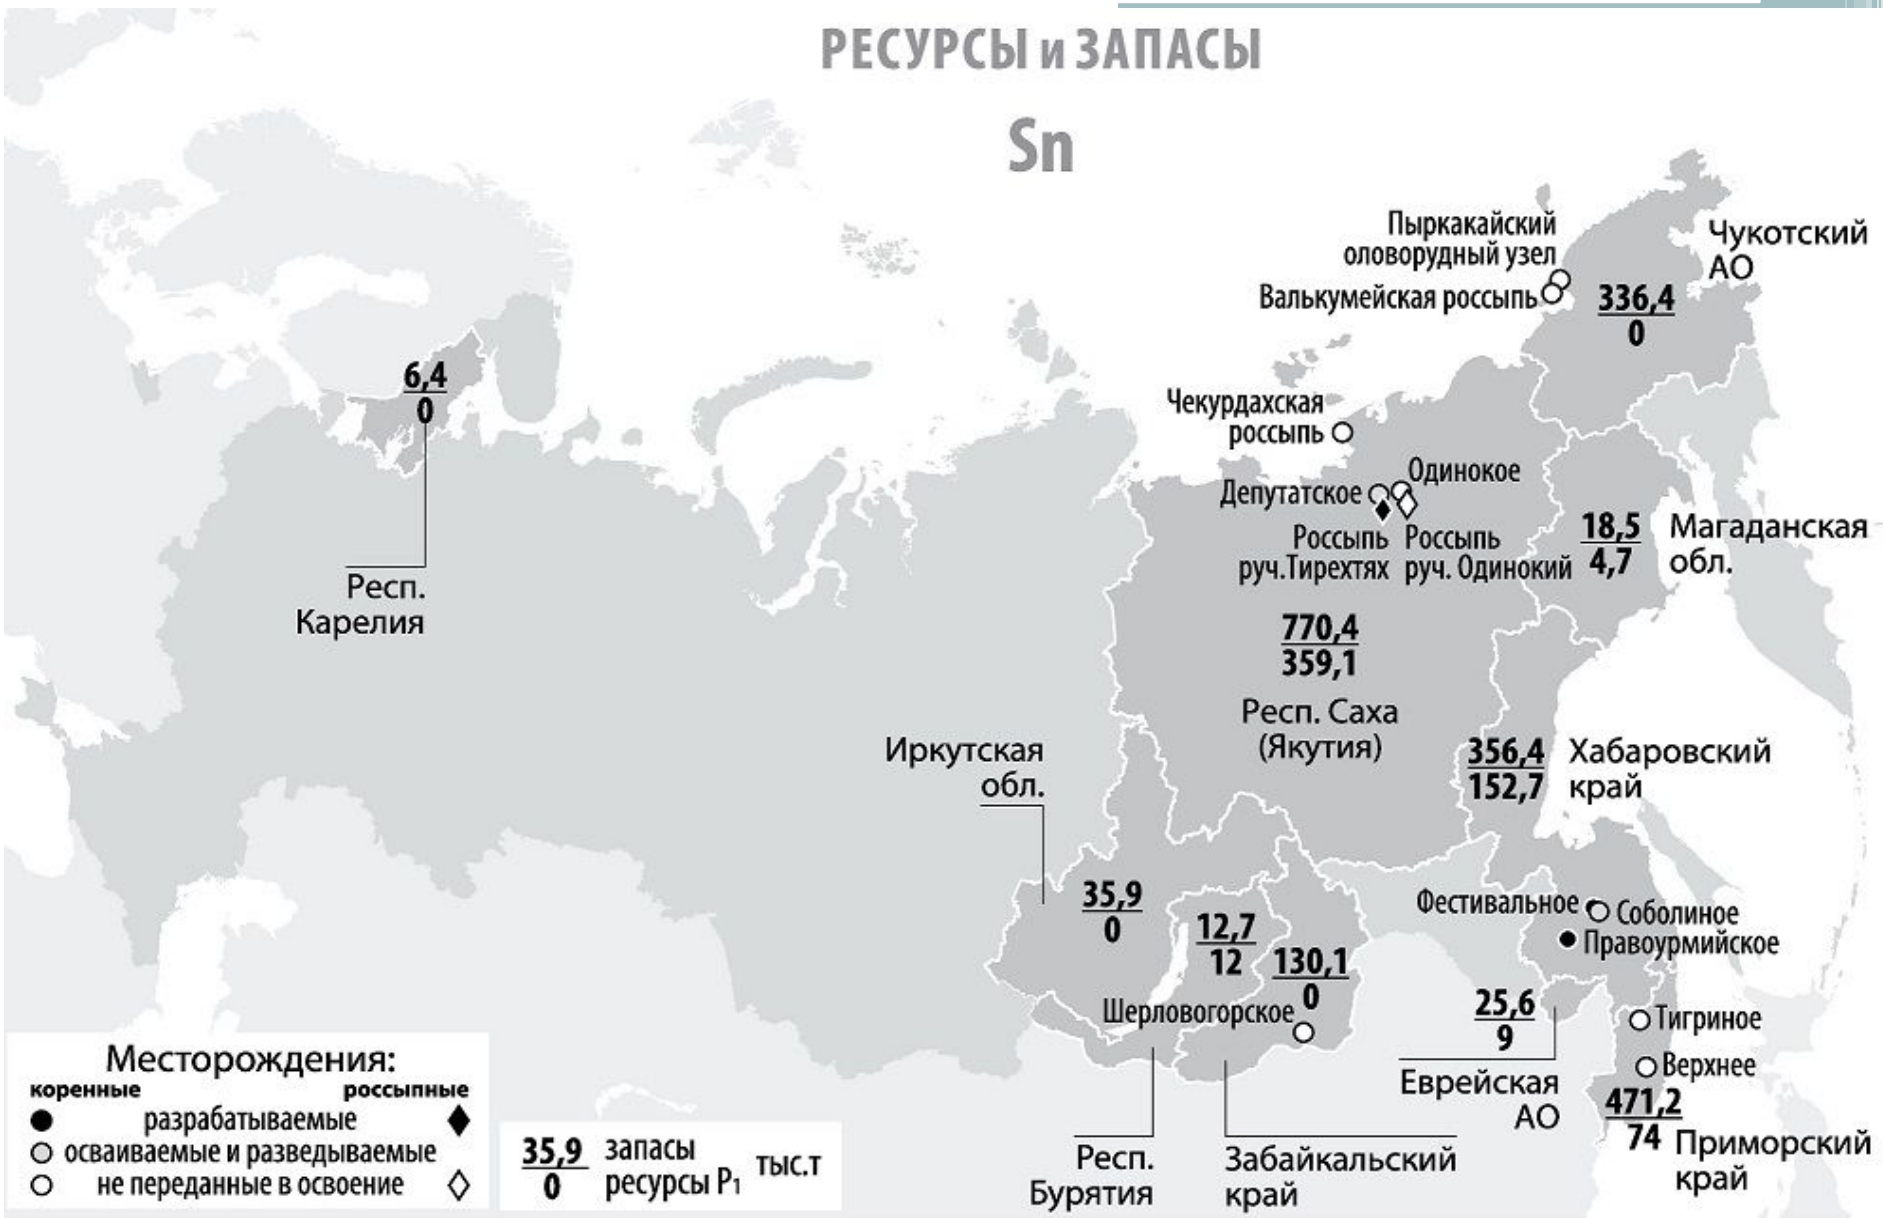 РЕСУРСЫ и ЗАПАСЫ
Sn
Пыркакайский
оловорудный узел
Валькумейская россыпь
Чукотский
АО
336,4
0
6,4
0
Респ.
Карелия
Чекурдахская
россыпь
Одинокое
Депутатское
Россыпь
руч.Тирехтях
Россыпь
руч. Одинокий
18,5
4,7
Магаданская
обл.
770,4
359,1
Респ. Саха
(Якутия)
Иркутская
обл.
356,4
152,7
Хабаровский
край
35,9
0
12,7
12
130,1
0
Шерловогорское
Фестивальное
Соболиное
Правоурмийское
25,6
9
Еврейская
АО
Тигриное
Верхнее
471,2
74
Приморский
край
Респ.
Бурятия
Забайкальский
край
Месторождения:
коренные россыпные
разрабатываемые
осваиваемые и разведываемые
не переданные в освоение
35,9 запасы
0 ресурсы P₁
тыс.т